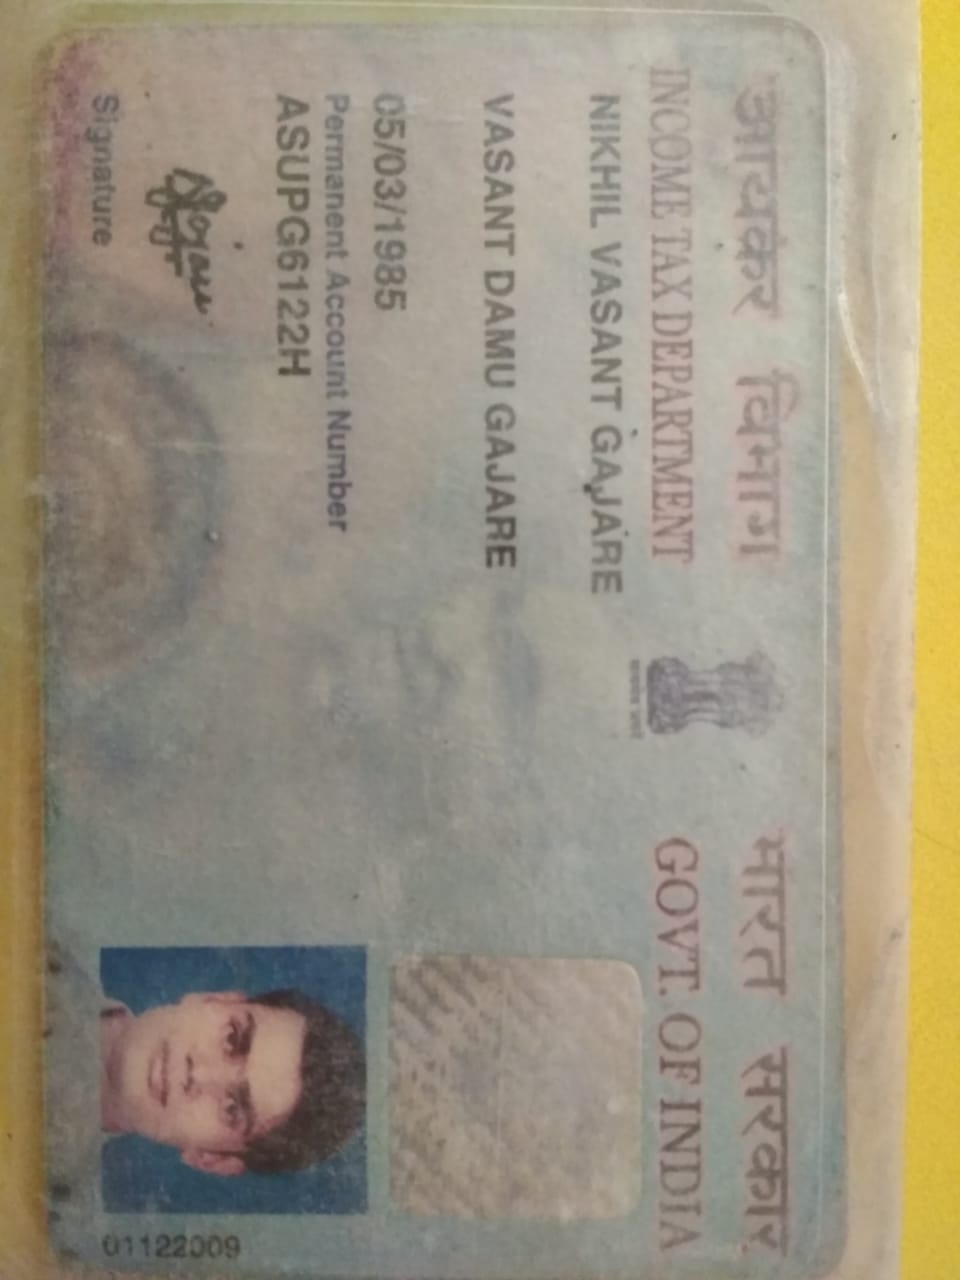 आयकर विभाग
भारत सरकार
INCOME TAX DEPARTMENT
GOVT. OF INDIA
NIKHIL VASANT GAJARE
VASANT DAMU GAJARE
05/03/1985
Permanent Account Number
ASUPG6122H
Signature
01122009